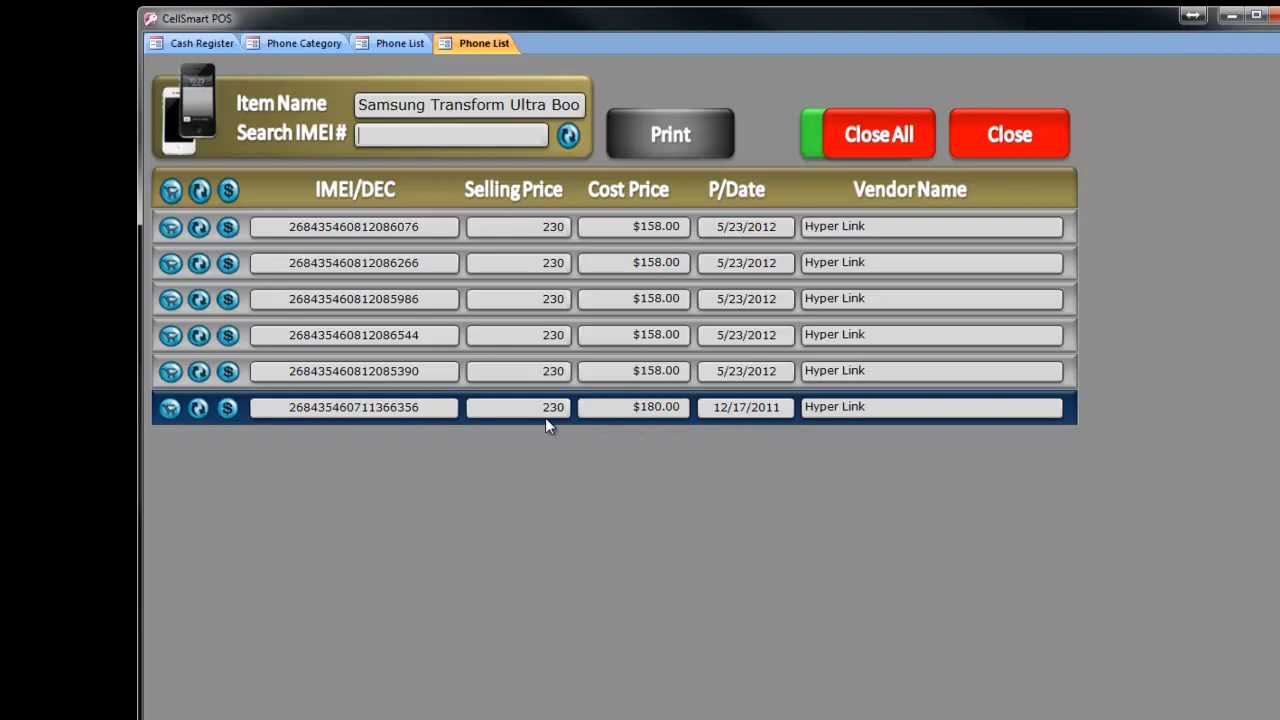 CellSmart POS
Cash Register Phone Category Phone List Phone List
Item Name Samsung Transform Ultra Boo
Search IMEI #
Print Close All Close
IMEI/DEC Selling Price Cost Price P/Date Vendor Name
268435460812086076 230 $158.00 5/23/2012 Hyper Link
268435460812086266 230 $158.00 5/23/2012 Hyper Link
268435460812085986 230 $158.00 5/23/2012 Hyper Link
268435460812086544 230 $158.00 5/23/2012 Hyper Link
268435460812085390 230 $158.00 5/23/2012 Hyper Link
268435460711366356 230 $180.00 12/17/2011 Hyper Link